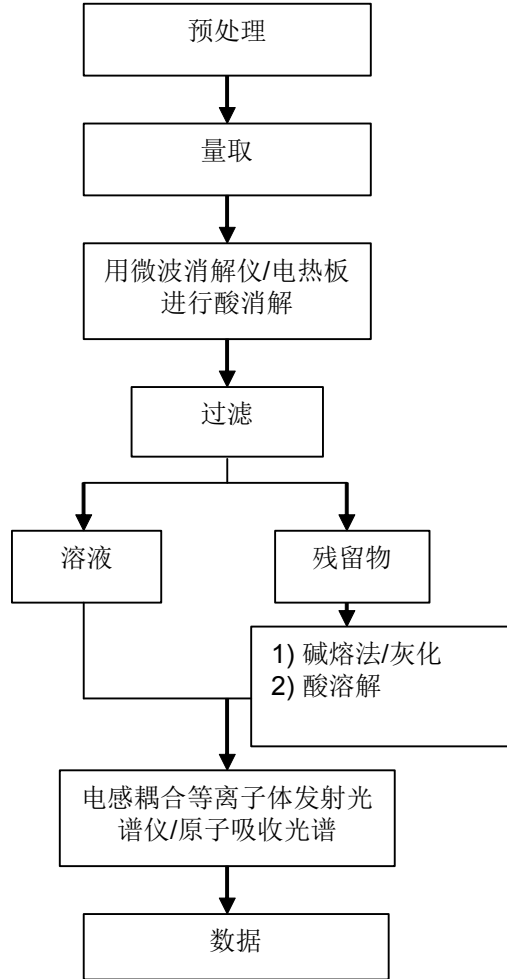 预处理
量取
用微波消解仪/电热板
进行酸消解
过滤
溶液
残留物
1) 碱熔法/灰化
2) 酸溶解
电感耦合等离子体发射光
谱仪/原子吸收光谱
数据